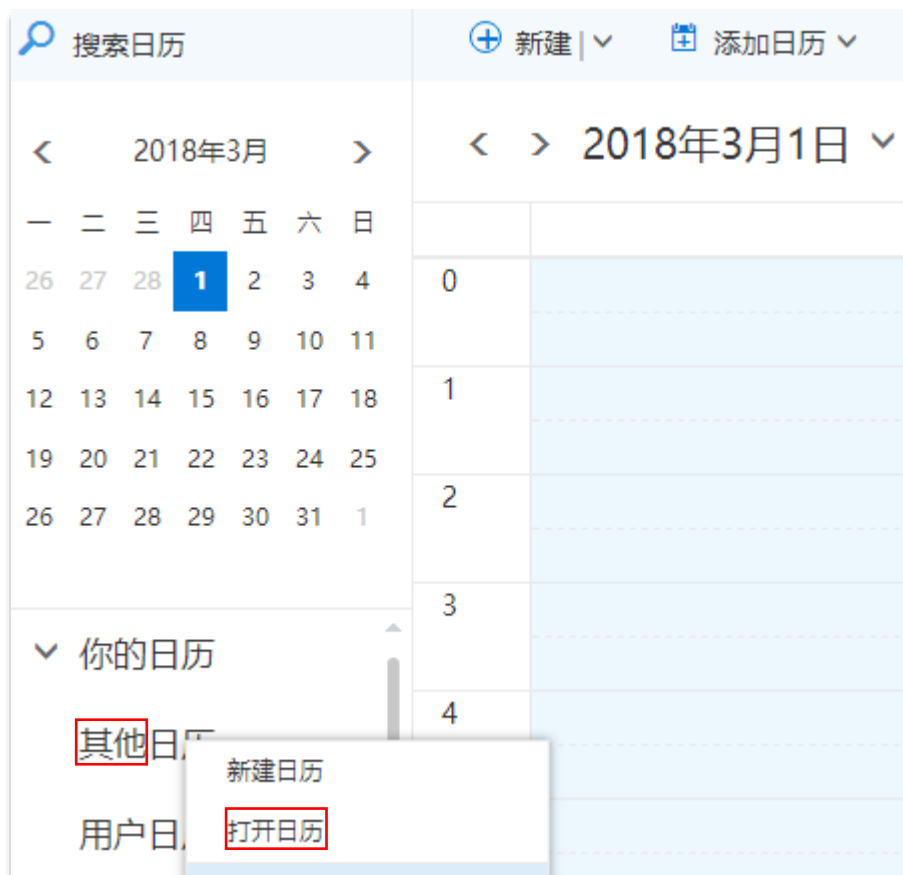 搜索日历
新建 | 添加日历
2018年3月
2018年3月1日
一 二 三 四 五 六 日
26 27 28 1 2 3 4
5 6 7 8 9 10 11
12 13 14 15 16 17 18
19 20 21 22 23 24 25
26 27 28 29 30 31 1
0
1
2
3
4
你的日历
其他日历
用户日
新建日历
打开日历